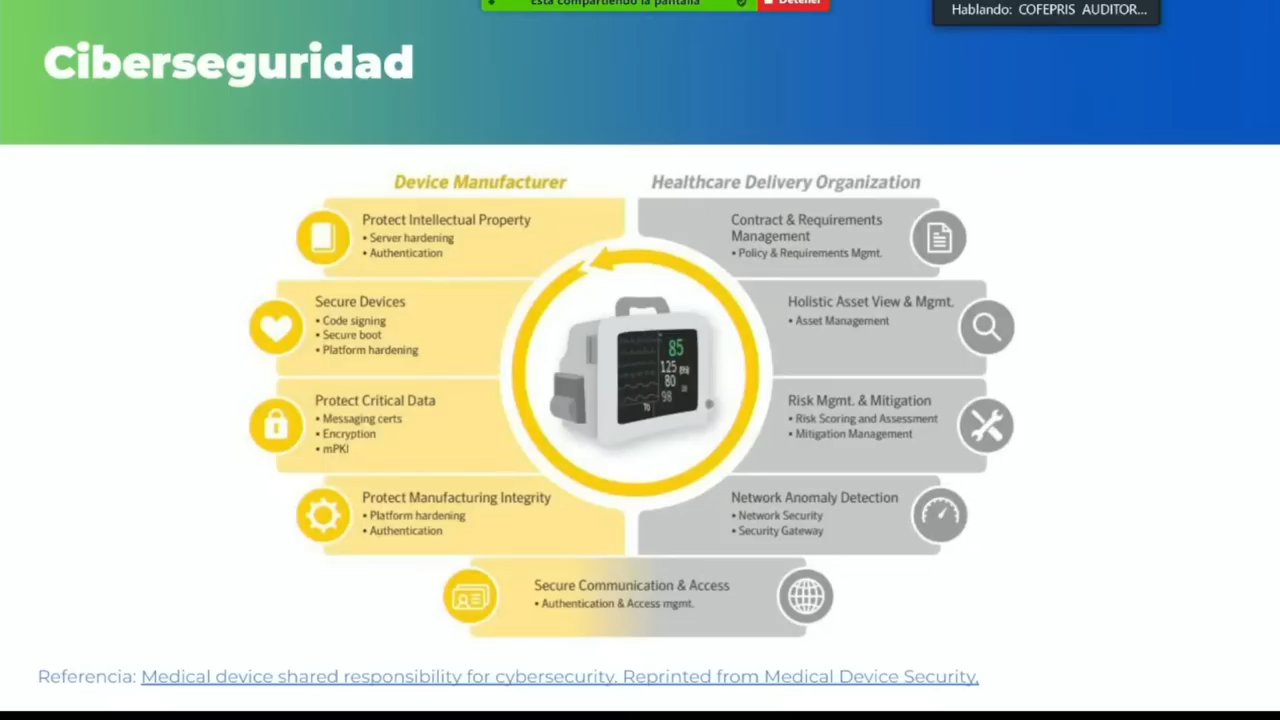 Está compartiendo la pantalla
Detener
Hablando: COFEPRIS AUDITOR...
Ciberseguridad
Device Manufacturer
Protect Intellectual Property
• Server hardening
• Authentication
Secure Devices
• Code signing
• Secure boot
• Platform hardening
Protect Critical Data
• Messaging certs
• Encryption
• mPKI
Protect Manufacturing Integrity
• Platform hardening
• Authentication
Healthcare Delivery Organization
Contract & Requirements
Management
• Policy & Requirements Mgmt.
Holistic Asset View & Mgmt.
• Asset Management
Risk Mgmt. & Mitigation
• Risk Scoring and Assessment
• Mitigation Management
Network Anomaly Detection
• Network Security
• Security Gateway
85
125
80
98
Secure Communication & Access
• Authentication & Access mgmt.
Referencia: Medical device shared responsibility for cybersecurity. Reprinted from Medical Device Security,